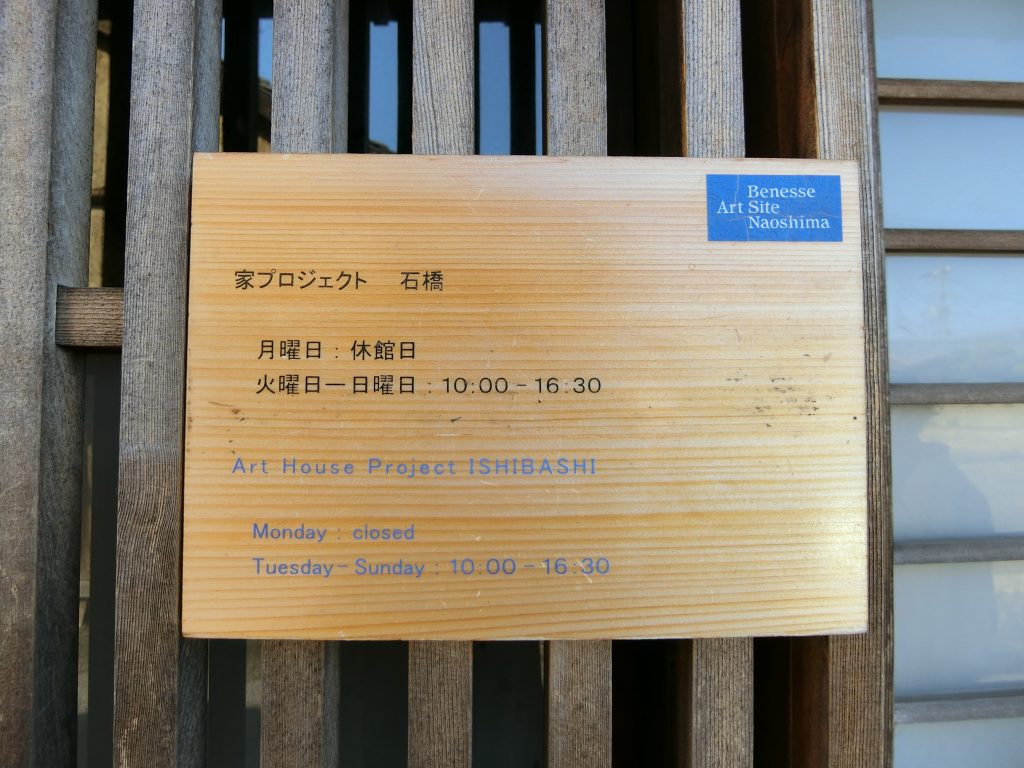 Benesse
Art Site
Naoshima
家プロジェクト 石橋
月曜日 : 休館日
火曜日ー日曜日 : 10:00 - 16:30
Art House Project ISHIBASHI
Monday : closed
Tuesday - Sunday : 10:00 - 16:30